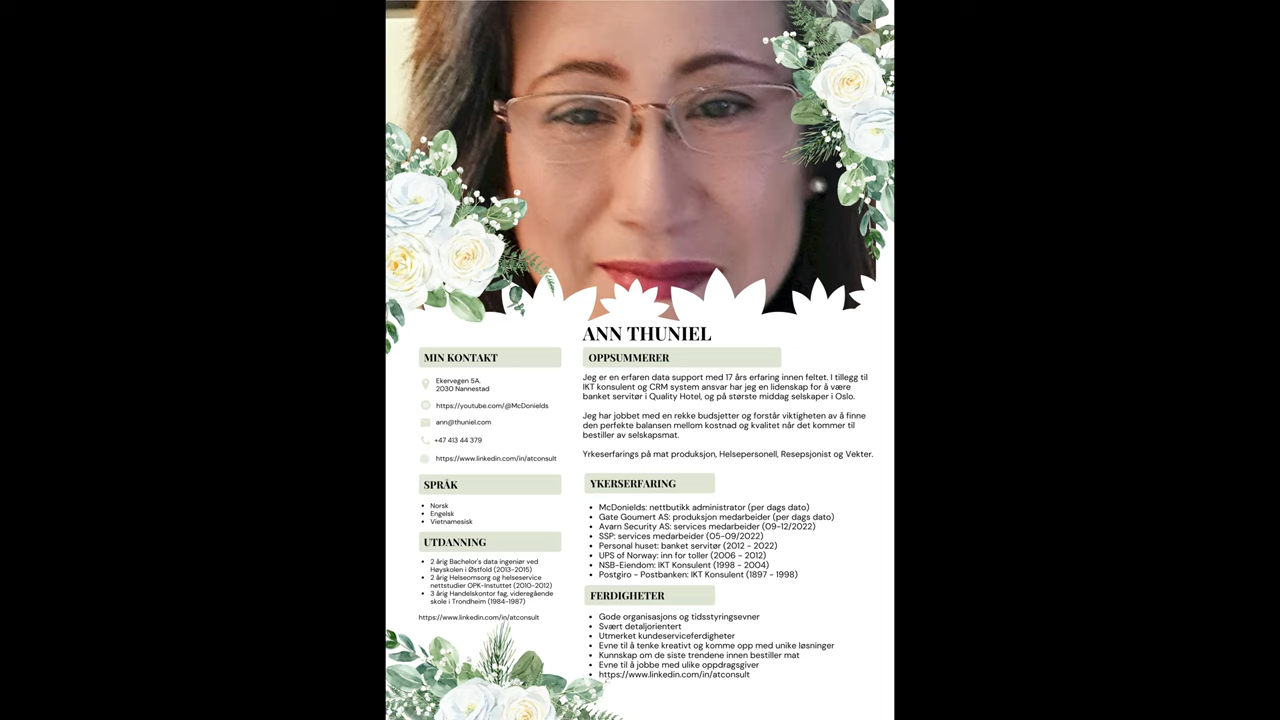 ANN THUNIEL
MIN KONTAKT
Ekervegen 5A.
2030 Nannestad
https://youtube.com/@McDonields
ann@thuniel.com
+47 413 44 379
https://www.linkedin.com/in/atconsult
SPRÅK
Norsk
Engelsk
Vietnamesisk
UTDANNING
2 årig Bachelor's data ingeniør ved
Høyskolen i Østfold (2013-2015)
2 årig Helseomsorg og helseservice
nettstudier OPK-Instuttet (2010-2012)
3 årig Handelskontor fag, videregående
skole i Trondheim (1984-1987)
https://www.linkedin.com/in/atconsult
OPPSUMMERER
Jeg er en erfaren data support med 17 års erfaring innen feltet. I tillegg til
IKT konsulent og CRM system ansvar har jeg en lidenskap for å være
banket servitør i Quality Hotel, og på største middag selskaper i Oslo.
Jeg har jobbet med en rekke budsjetter og forstår viktigheten av å finne
den perfekte balansen mellom kostnad og kvalitet når det kommer til
bestiller av selskapsmat.
Yrkeserfarings på mat produksjon, Helsepersonell, Resepsjonist og Vekter.
YKERSERFARING
McDonields: nettbutikk administrator (per dags dato)
Gate Goumert AS: produksjon medarbeider (per dags dato)
Avarn Security AS: services medarbeider (09-12/2022)
SSP: services medarbeider (05-09/2022)
Personal huset: banket servitør (2012 - 2022)
UPS of Norway: inn for toller (2006 - 2012)
NSB-Eiendom: IKT Konsulent (1998 - 2004)
Postgiro - Postbanken: IKT Konsulent (1897 - 1998)
FERDIGHETER
Gode organisasjons og tidsstyringsevner
Svært detaljorientert
Utmerket kundeserviceferdigheter
Evne til å tenke kreativt og komme opp med unike løsninger
Kunnskap om de siste trendene innen bestiller mat
Evne til å jobbe med ulike oppdragsgiver
https://www.linkedin.com/in/atconsult